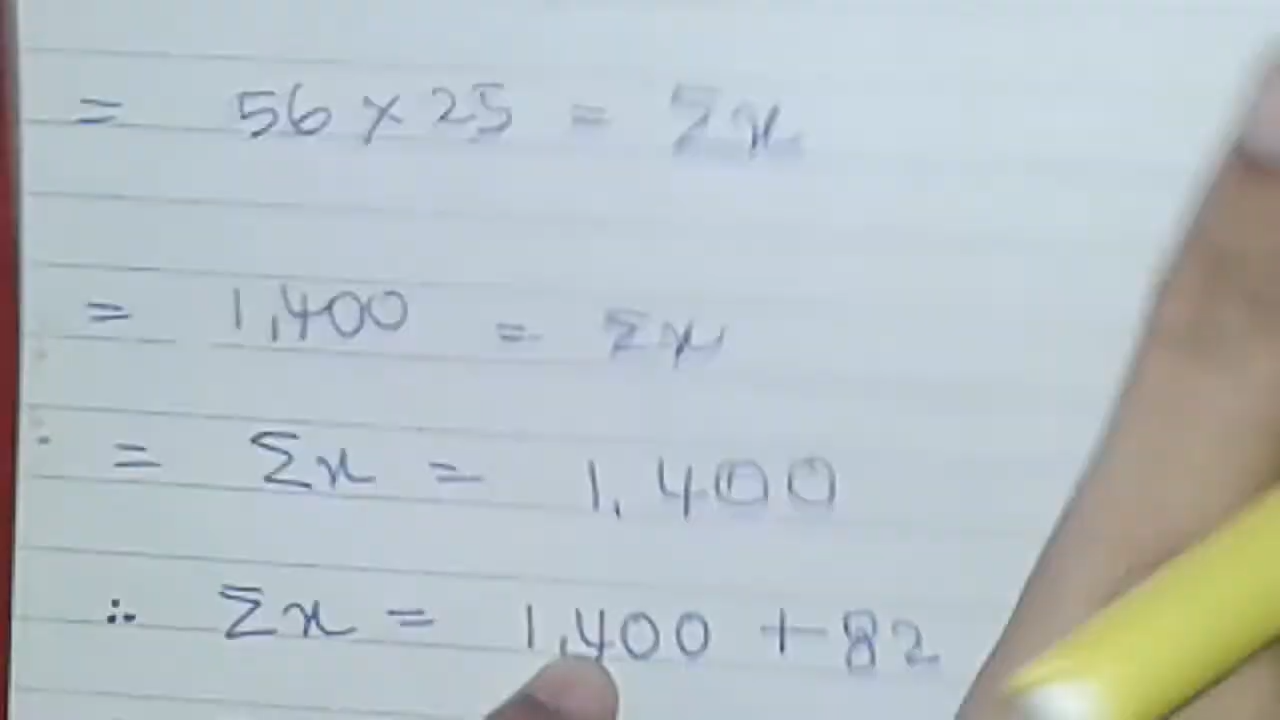 = 56 × 25 = Σx
= 1,400 = Σx
= Σx = 1,400
∴ Σx = 1,400 + 82